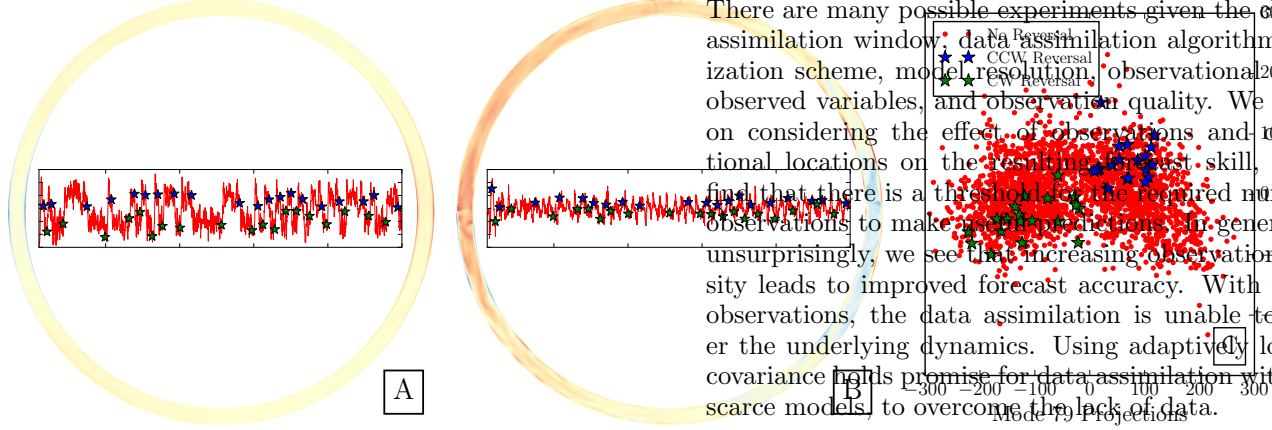 There are many possible experiments given the
assimilation window, data assimilation algorithm
ization scheme, model resolution, observational
observed variables, and observation quality. We
on considering the effect of observations and
tional locations on the resulting forecast skill,
find that there is a threshold for the required
observations to make useful predictions. In
unsurprisingly, we see that increasing
sity leads to improved forecast accuracy. With
observations, the data assimilation is unable
er the underlying dynamics. Using adaptively
covariance holds promise for data assimilation
scarce models, to overcome the lack of data.
No Reversal
CCW Reversal
CW Reversal
A
B
C
−300 −200 −100 0 100 200 300
Mode 79 Projections